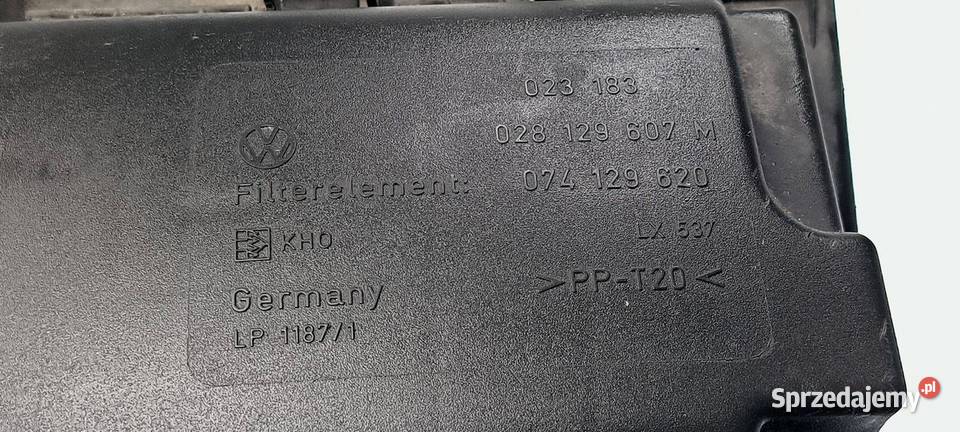 023 183
028 129 607 M
Filterelement: 074 129 620
KHO LX 537
Germany >PP-T20<
LP 1187/1
Sprzedajemy.pl